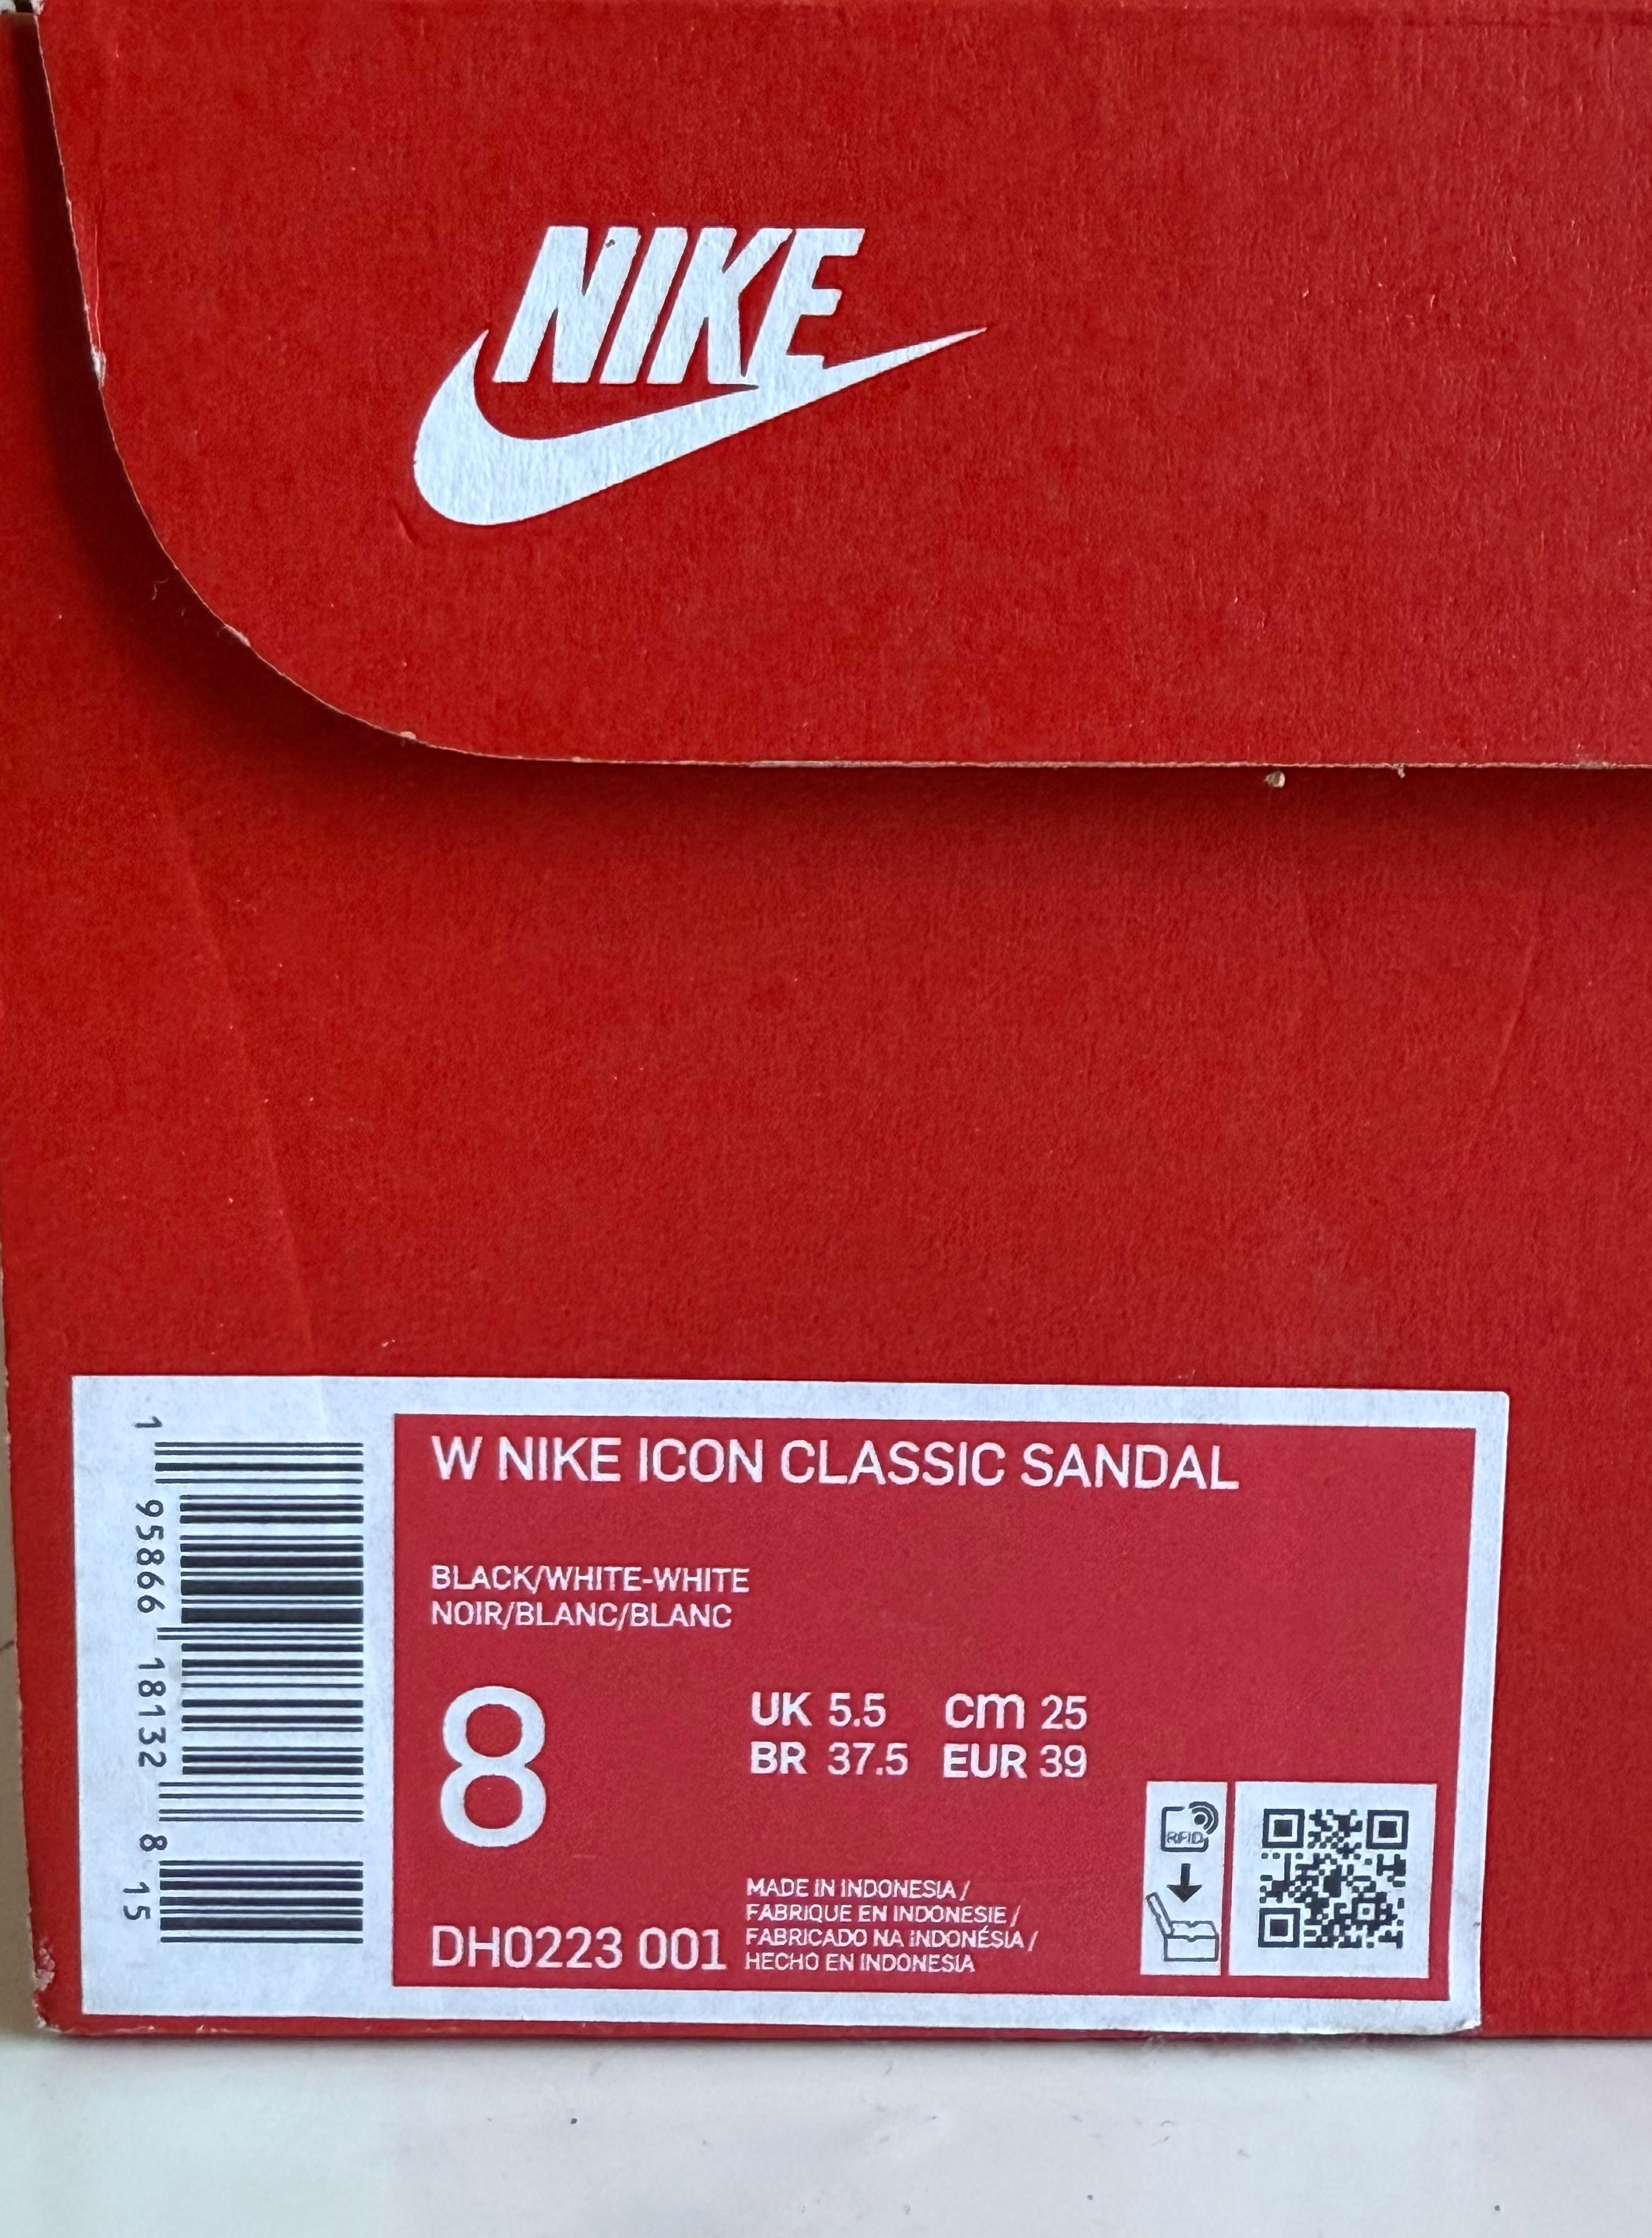 NIKE
W NIKE ICON CLASSIC SANDAL
BLACK/WHITE-WHITE
NOIR/BLANC/BLANC
8
UK 5.5 cm 25
BR 37.5 EUR 39
MADE IN INDONESIA /
FABRIQUE EN INDONESIE /
FABRICADO NA INDONÉSIA /
HECHO EN INDONESIA
DH0223 001
RFID
1 95866 18132 8 15